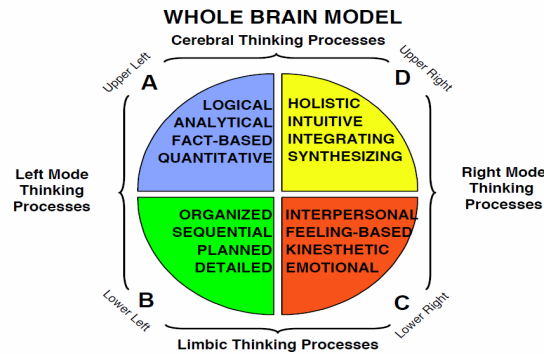 WHOLE BRAIN MODEL
Cerebral Thinking Processes
Upper Left
Upper Right
A
D
LOGICAL
ANALYTICAL
FACT-BASED
QUANTITATIVE
HOLISTIC
INTUITIVE
INTEGRATING
SYNTHESIZING
Left Mode
Thinking
Processes
Right Mode
Thinking
Processes
ORGANIZED
SEQUENTIAL
PLANNED
DETAILED
INTERPERSONAL
FEELING-BASED
KINESTHETIC
EMOTIONAL
B
C
Lower Left
Lower Right
Limbic Thinking Processes